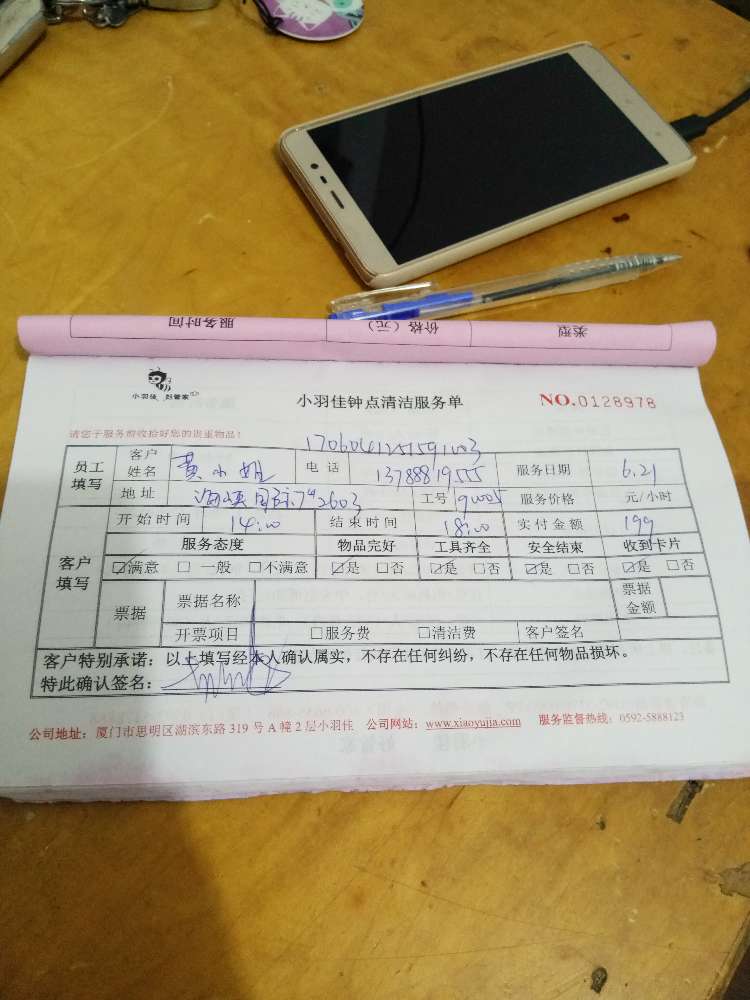 服务时间 价格（元） 类型
小羽佳 好管家
小羽佳钟点清洁服务单 NO.0128978
请您于服务前收拾好您的贵重物品！
员工填写 客户姓名 黄小姐 电话 13788819555 服务日期 6.21
地址 海峡国际 2603 工号 服务价格 元/小时
客户填写 开始时间 14:00 结束时间 18:00 实付金额 199
服务态度 物品完好 工具齐全 安全结束 收到卡片
☑满意 □一般 □不满意 ☑是 □否 ☑是 □否 ☑是 □否 ☑是 □否
票据 票据名称 票据金额
开票项目 □服务费 □清洁费 客户签名
客户特别承诺：以上填写经本人确认属实，不存在任何纠纷，不存在任何物品损坏。
特此确认签名：
公司地址：厦门市思明区湖滨东路 319 号 A 幢 2 层小羽佳 公司网站：www.xiaoyujia.com 服务监督热线：0592-5888123